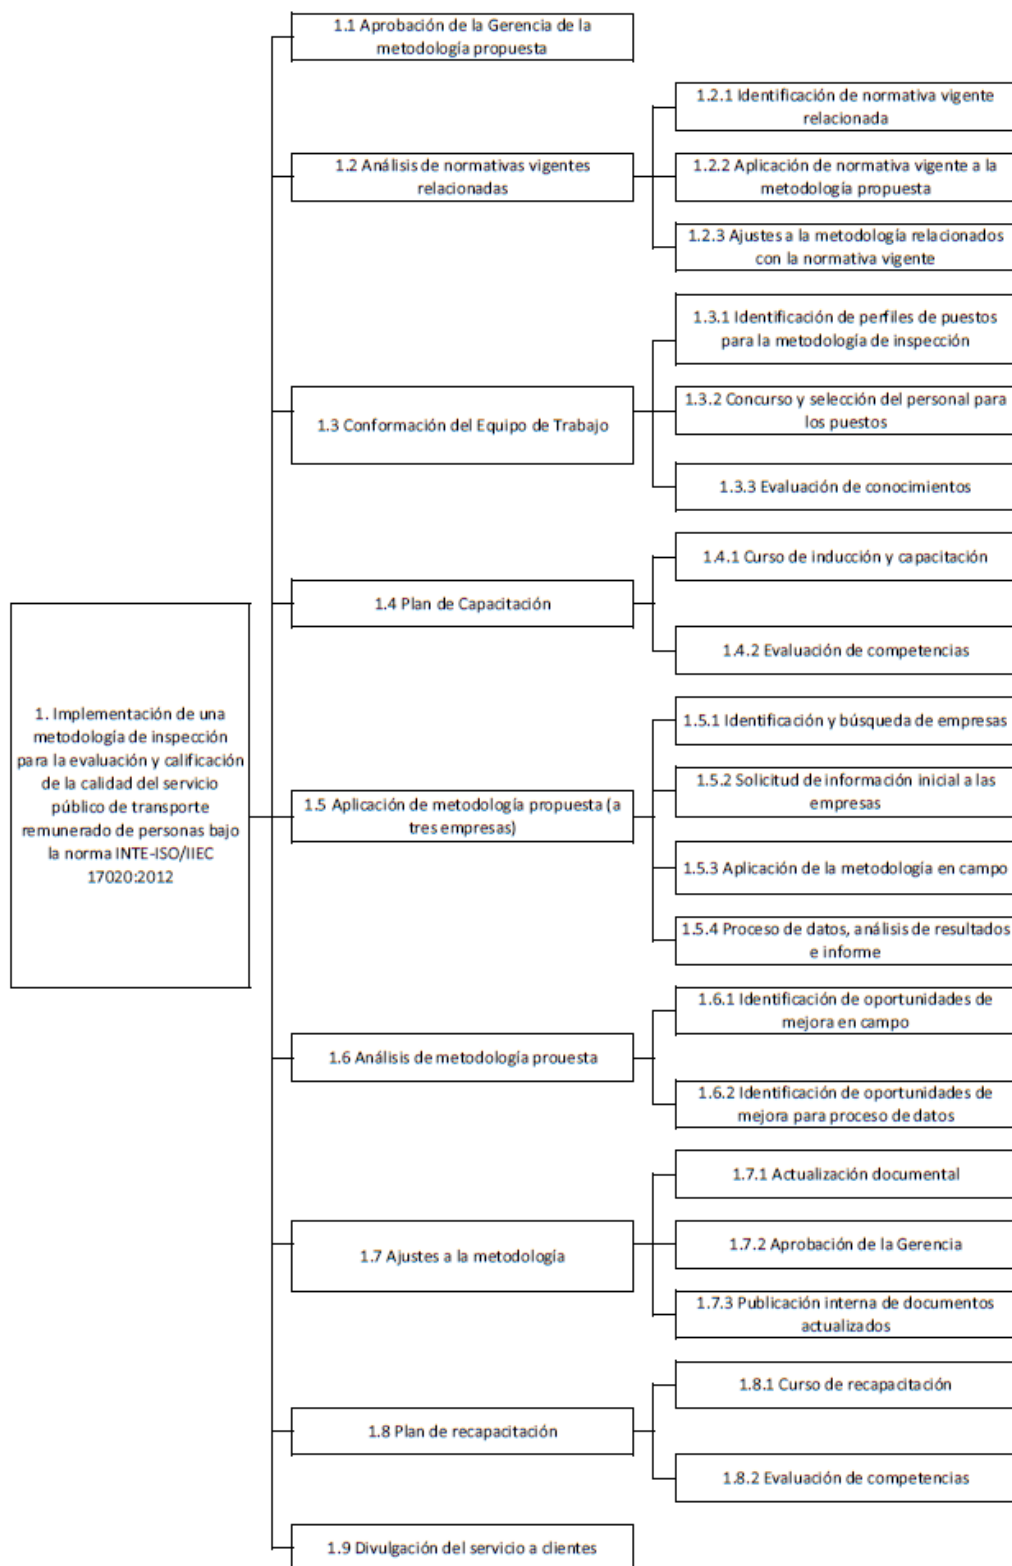 1.1 Aprobación de la Gerencia de la
metodología propuesta
1.2.1 Identificación de normativa vigente
relacionada
1.2 Análisis de normativas vigentes
relacionadas
1.2.2 Aplicación de normativa vigente a la
metodología propuesta
1.2.3 Ajustes a la metodología relacionados
con la normativa vigente
1.3.1 Identificación de perfiles de puestos
para la metodología de inspección
1.3 Conformación del Equipo de Trabajo
1.3.2 Concurso y selección del personal para
los puestos
1.3.3 Evaluación de conocimientos
1.4.1 Curso de inducción y capacitación
1.4 Plan de Capacitación
1.4.2 Evaluación de competencias
1. Implementación de una
metodología de inspección
para la evaluación y calificación
de la calidad del servicio
público de transporte
remunerado de personas bajo
la norma INTE-ISO/IIEC
17020:2012
1.5.1 Identificación y búsqueda de empresas
1.5 Aplicación de metodología propuesta (a
tres empresas)
1.5.2 Solicitud de información inicial a las
empresas
1.5.3 Aplicación de la metodología en campo
1.5.4 Proceso de datos, análisis de resultados
e informe
1.6.1 Identificación de oportunidades de
mejora en campo
1.6 Análisis de metodología prouesta
1.6.2 Identificación de oportunidades de
mejora para proceso de datos
1.7.1 Actualización documental
1.7 Ajustes a la metodología
1.7.2 Aprobación de la Gerencia
1.7.3 Publicación interna de documentos
actualizados
1.8.1 Curso de recapacitación
1.8 Plan de recapacitación
1.8.2 Evaluación de competencias
1.9 Divulgación del servicio a clientes